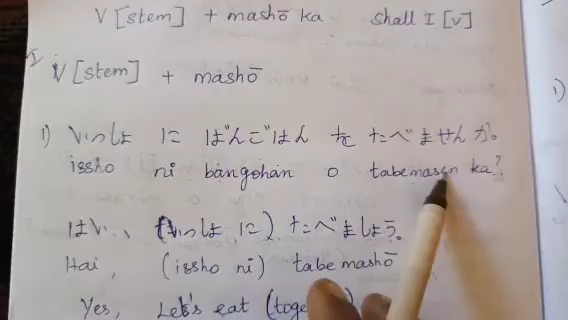 V [stem] + mashō ka shall I [v]
V [stem] + mashō
1) いっしょ に ばんごはん を たべませんか。
issho ni bangohan o tabemasen ka?
はい、 (いっしょ に) たべましょう。
Hai, (issho ni) tabemashō
Yes, Let's eat